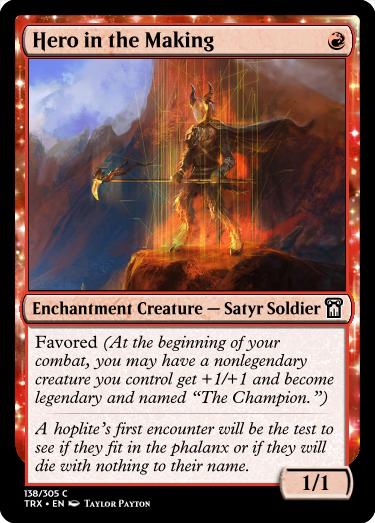 Hero in the Making
Enchantment Creature — Satyr Soldier
Favored (At the beginning of your
combat, you may have a nonlegendary
creature you control get +1/+1 and become
legendary and named “The Champion.”)
A hoplite's first encounter will be the test to
see if they fit in the phalanx or if they will
die with nothing to their name.
1/1
138/305 C
TRX • EN Taylor Payton